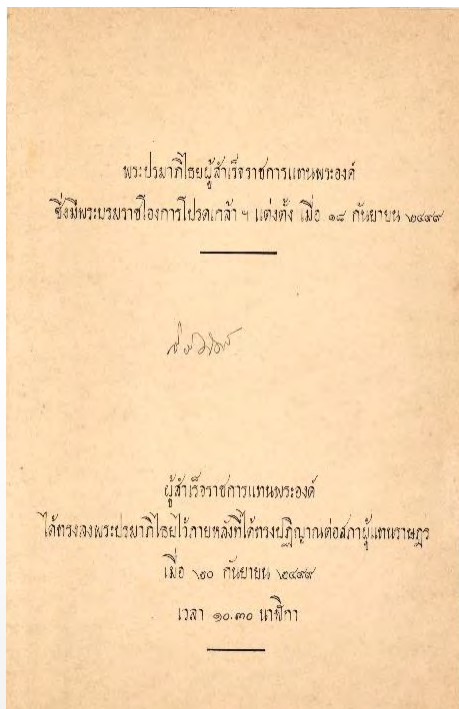 พระปรมาภิไธยผู้สำเร็จราชการแทนพระองค์
ซึ่งมีพระบรมราชโองการโปรดเกล้า ฯ แต่งตั้ง เมื่อ ๑๘ กันยายน ๒๔๙๙
สิริกิติ์
ผู้สำเร็จราชการแทนพระองค์
ได้ทรงลงพระปรมาภิไธยไว้ภายหลังที่ได้ทรงปฏิญาณต่อสภาผู้แทนราษฎร
เมื่อ ๒๐ กันยายน ๒๔๙๙
เวลา ๑๐.๓๐ นาฬิกา